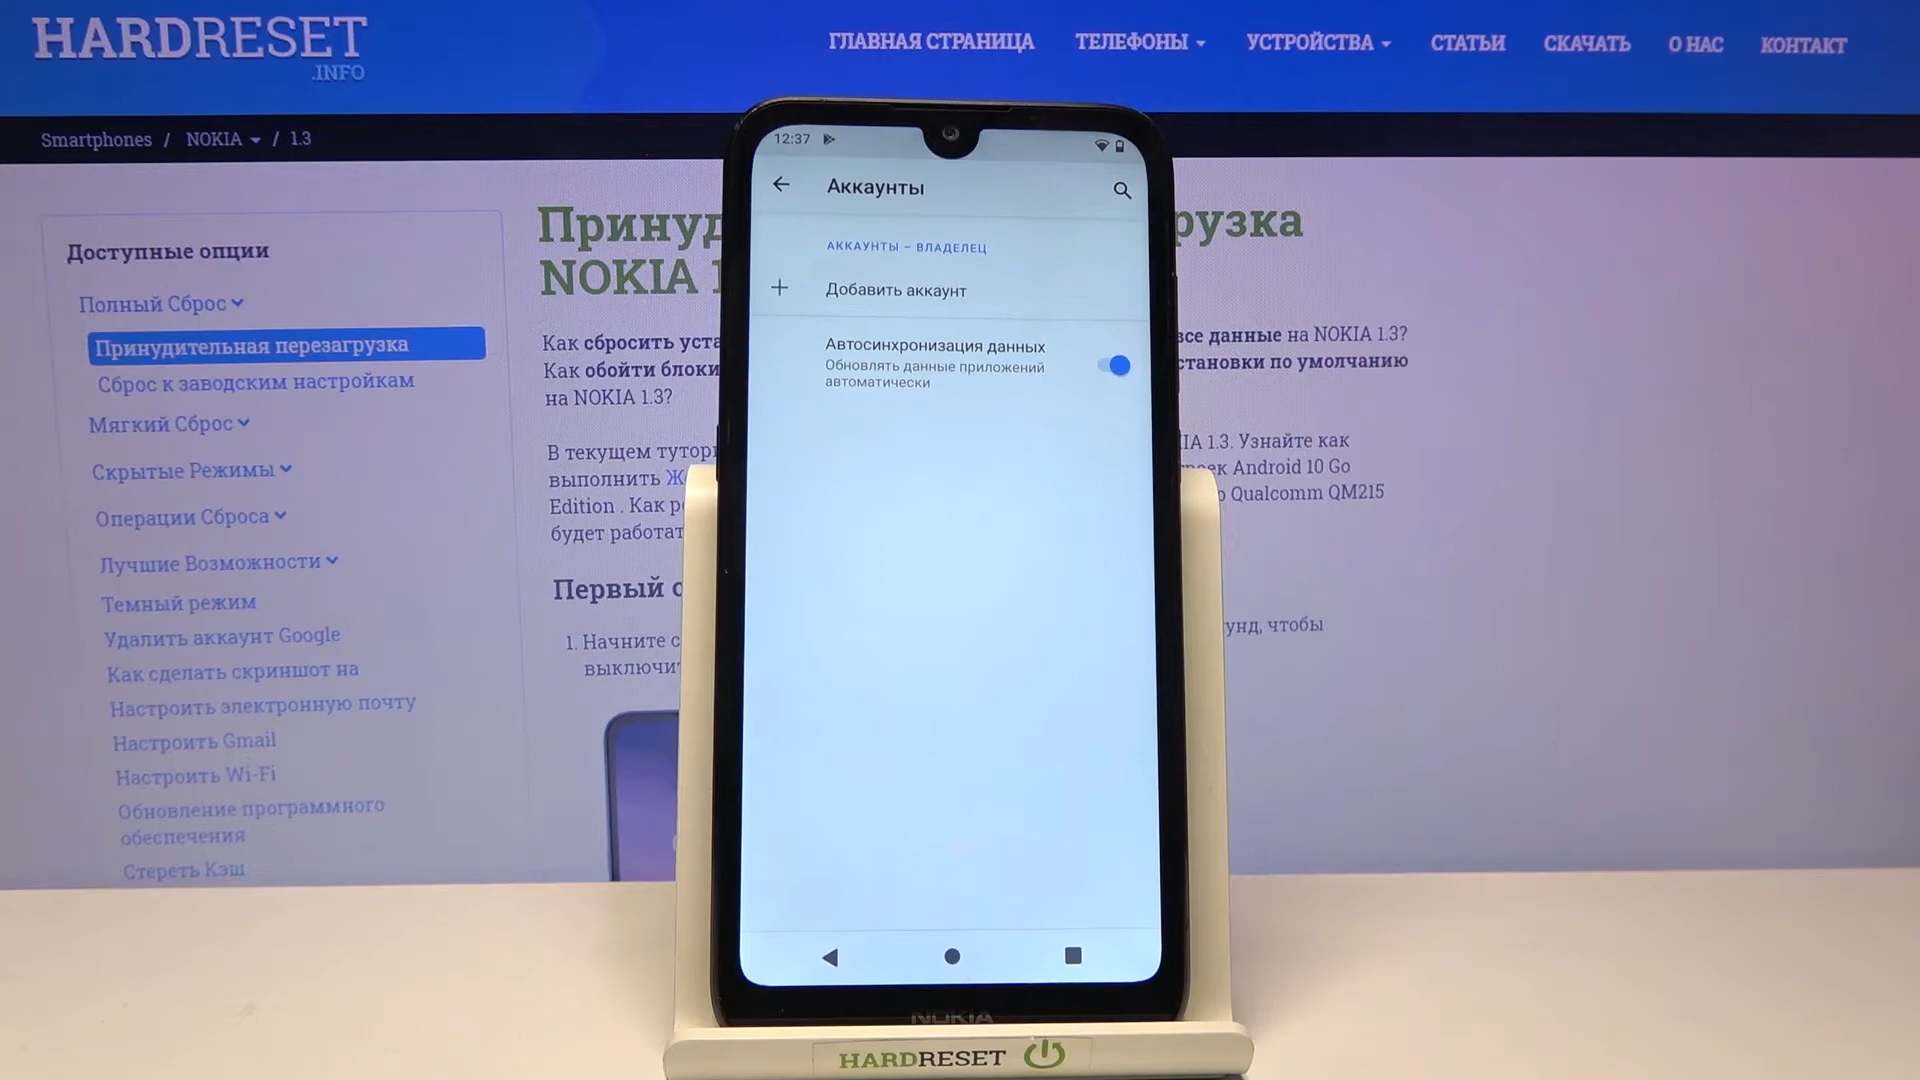 HARDRESET
.INFO
ГЛАВНАЯ СТРАНИЦА ТЕЛЕФОНЫ УСТРОЙСТВА СТАТЬИ СКАЧАТЬ О НАС КОНТАКТ
Smartphones / NOKIA / 1.3
Доступные опции
Полный Сброс
Принудительная перезагрузка
Сброс к заводским настройкам
Мягкий Сброс
Скрытые Режимы
Операции Сброса
Лучшие Возможности
Темный режим
Удалить аккаунт Google
Как сделать скриншот на
Настроить электронную почту
Настроить Gmail
Настроить Wi-Fi
Обновление программного
обеспечения
Стереть Кэш
Принуд
рузка
NOKIA 1
Как сбросить уста
все данные на NOKIA 1.3?
Как обойти блоки
становки по умолчанию
на NOKIA 1.3?
В текущем тутор
IA 1.3. Узнайте как
выполнить Ж
роек Android 10 Go
Edition . Как р
Qualcomm QM215
будет работат
Первый
1. Начните с
унд, чтобы
выключит
12:37
Аккаунты
АККАУНТЫ – ВЛАДЕЛЕЦ
Добавить аккаунт
Автосинхронизация данных
Обновлять данные приложений
автоматически
NOKIA
HARDRESET